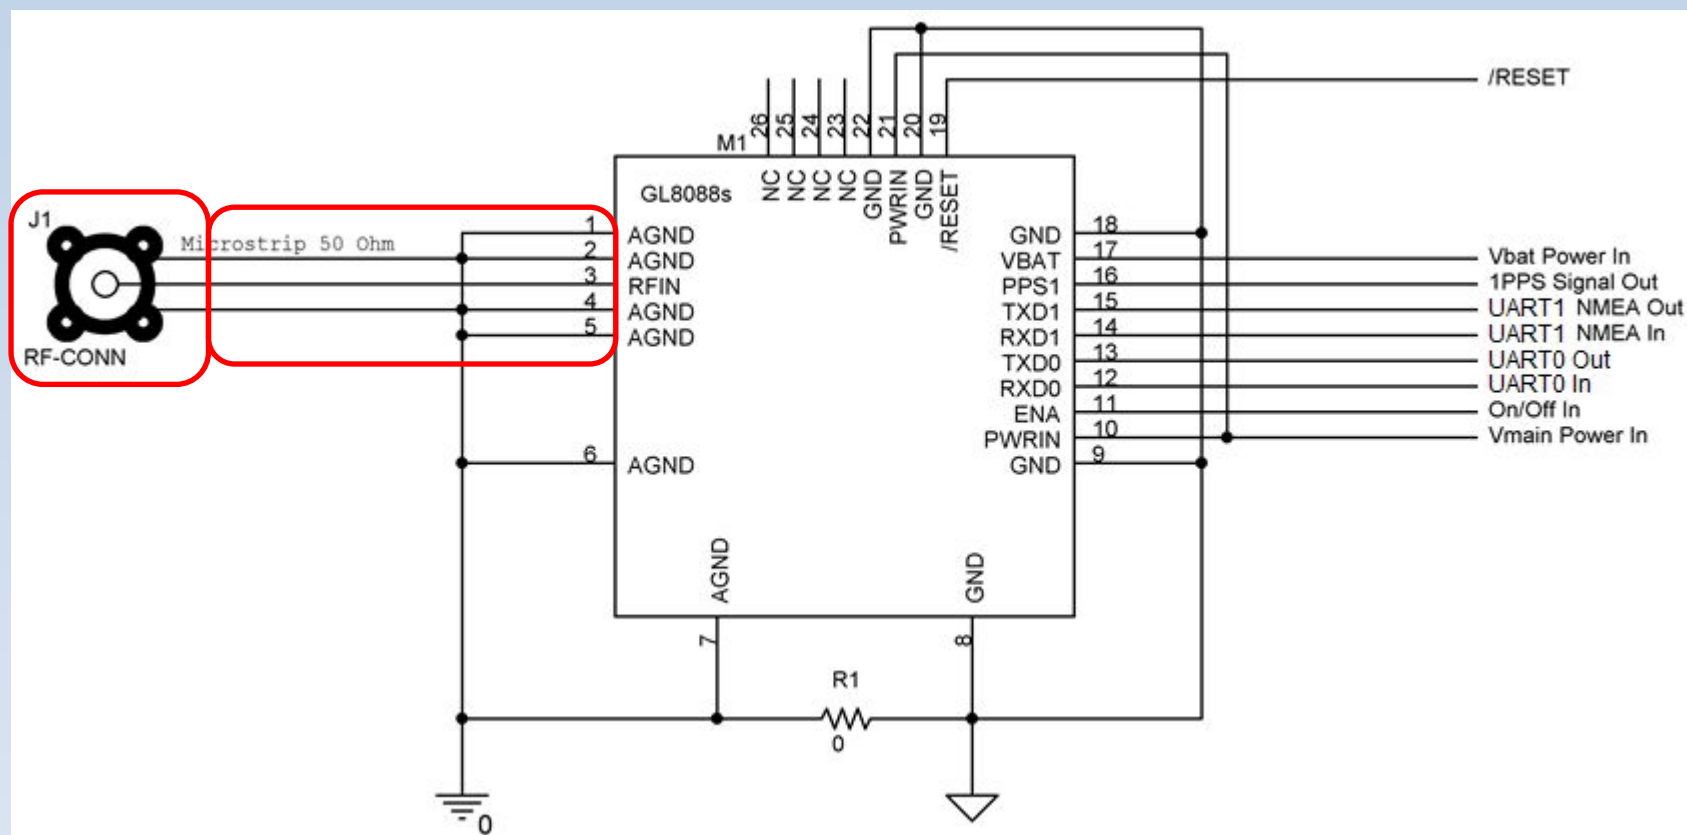 /RESET
26
25
24
23
22
21
20
19
M1
NC
NC
NC
NC
GND
PWRIN
GND
/RESET
GL8088s
J1
Microstrip 50 Ohm
RF-CONN
1 AGND
2 AGND
3 RFIN
4 AGND
5 AGND
6 AGND
GND 18
VBAT 17 Vbat Power In
PPS1 16 1PPS Signal Out
TXD1 15 UART1 NMEA Out
RXD1 14 UART1 NMEA In
TXD0 13 UART0 Out
RXD0 12 UART0 In
ENA 11 On/Off In
PWRIN 10 Vmain Power In
GND 9
AGND
GND
7
8
R1
0
0